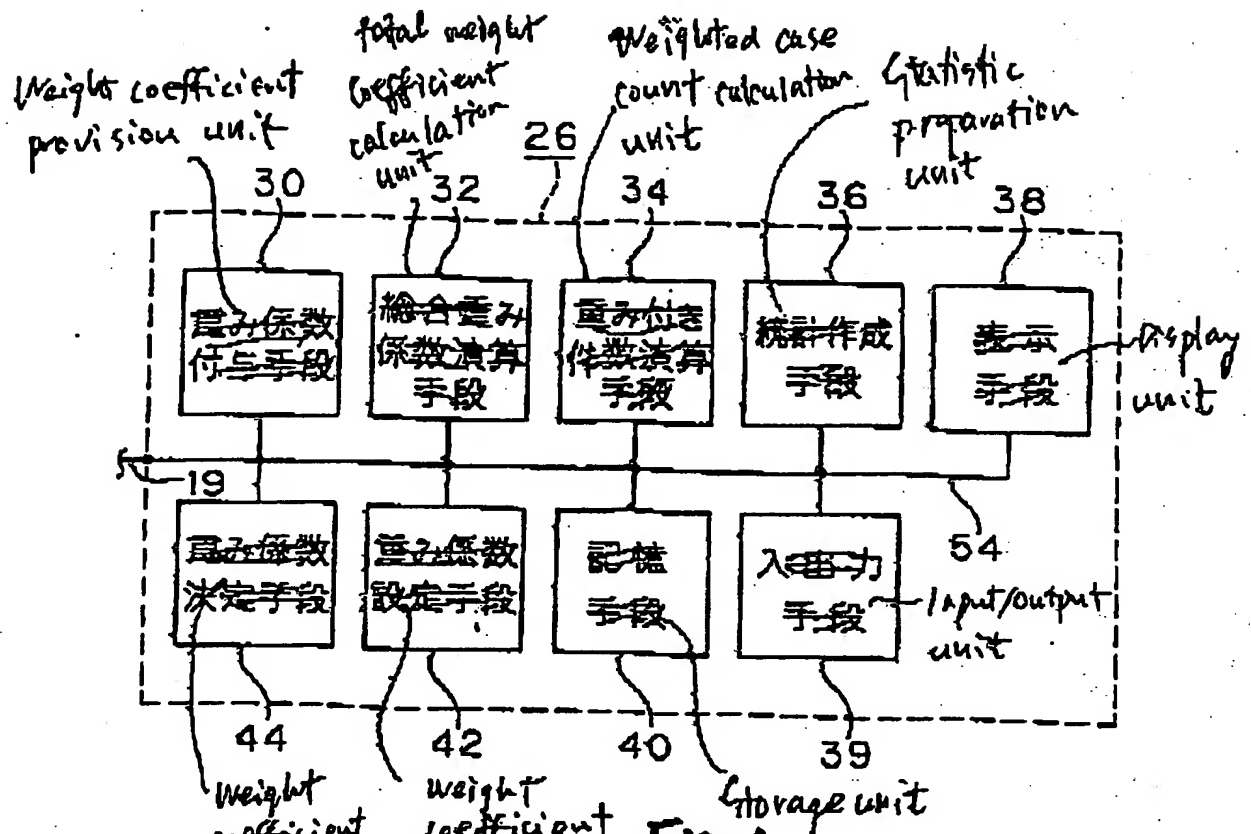 Weight coefficient
provision unit
total weight
coefficient
calculation
unit
Weighted case
count calculation
unit
Statistic
preparation
unit
26
30
32
34
36
38
重み係数
付与手段
総合重み
係数演算
手段
重み付き
件数演算
手段
統計作成
手段
表示
手段
Display
unit
19
54
重み係数
決定手段
重み係数
設定手段
記憶
手段
入出力
手段
Input/output
unit
44
42
40
39
Weight
coefficient
weight
coefficient
Storage unit